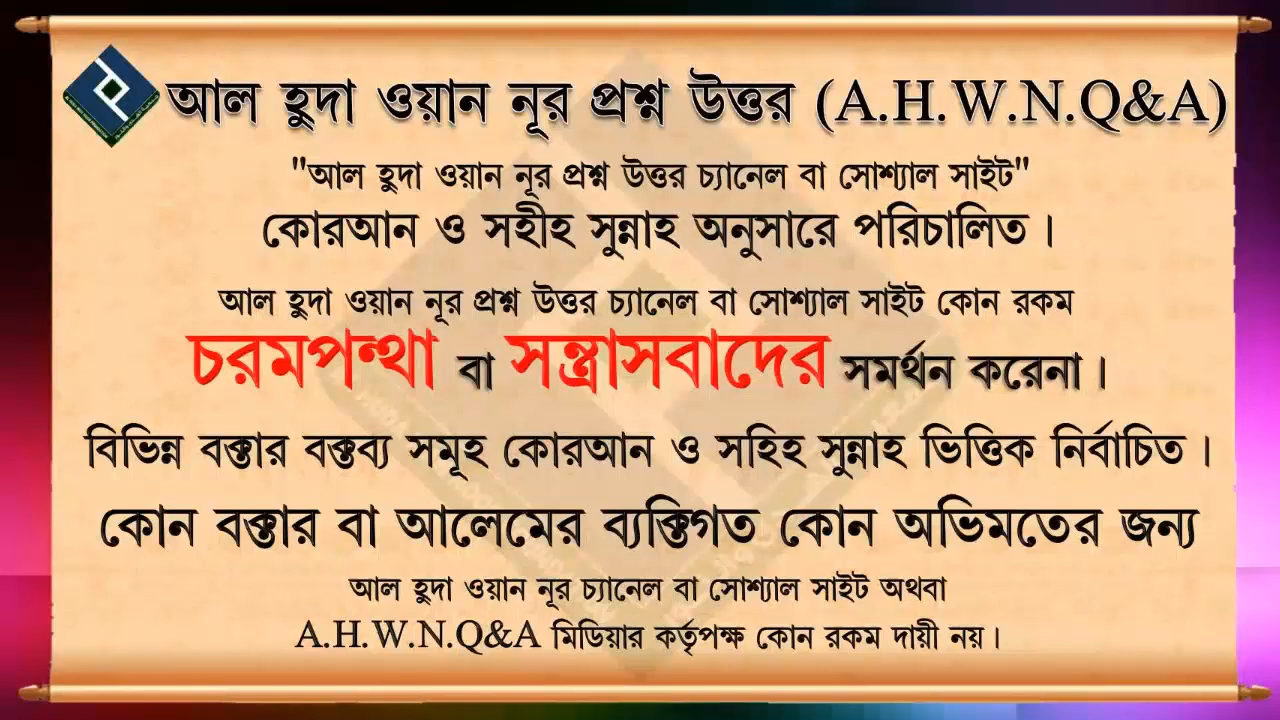 আল হুদা ওয়ান নূর প্রশ্ন উত্তর (A.H.W.N.Q&A)
"আল হুদা ওয়ান নূর প্রশ্ন উত্তর চ্যানেল বা সোশ্যাল সাইট"
কোরআন ও সহীহ সুন্নাহ অনুসারে পরিচালিত।
আল হুদা ওয়ান নূর প্রশ্ন উত্তর চ্যানেল বা সোশ্যাল সাইট কোন রকম
চরমপন্থা বা সন্ত্রাসবাদের সমর্থন করেনা।
বিভিন্ন বক্তার বক্তব্য সমূহ কোরআন ও সহিহ সুন্নাহ ভিত্তিক নির্বাচিত।
কোন বক্তার বা আলেমের ব্যক্তিগত কোন অভিমতের জন্য
আল হুদা ওয়ান নূর চ্যানেল বা সোশ্যাল সাইট অথবা
A.H.W.N.Q&A মিডিয়ার কর্তৃপক্ষ কোন রকম দায়ী নয়।